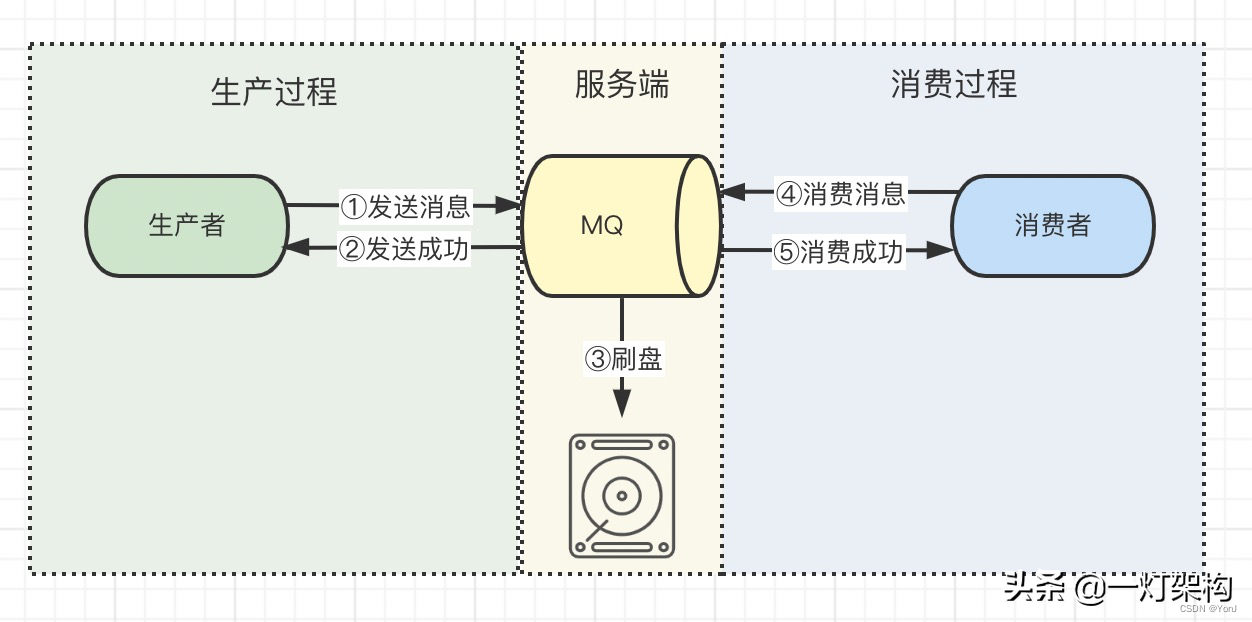 生产过程
服务端
消费过程
生产者
①发送消息
②发送成功
MQ
③刷盘
④消费消息
⑤消费成功
消费者
头条 @一灯架构
CSDN @YorJ